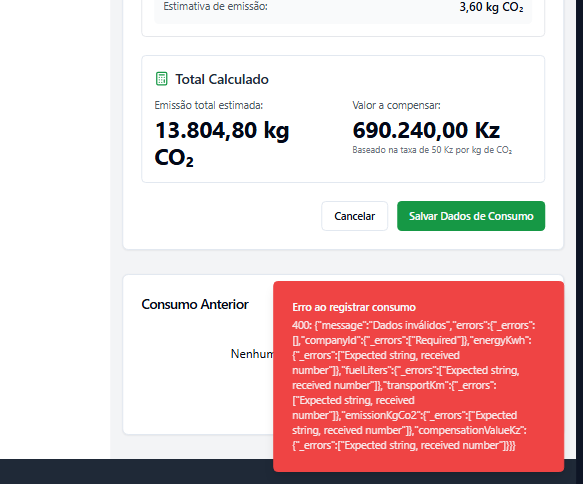 Estimativa de emissão: 3,60 kg CO₂
Total Calculado
Emissão total estimada: Valor a compensar:
13.804,80 kg 690.240,00 Kz
CO₂ Baseado na taxa de 50 Kz por kg de CO₂
Cancelar Salvar Dados de Consumo
Consumo Anterior
Nenhum
Erro ao registrar consumo
400: {"message":"Dados inválidos","errors":{"_errors":
[],"companyId":{"_errors":["Required"]},"energyKwh":
{"_errors":["Expected string, received
number"]},"fuelLiters":{"_errors":["Expected string,
received number"]},"transportKm":{"_errors":
["Expected string, received
number"]},"emissionKgCo2":{"_errors":["Expected
string, received number"]},"compensationValueKz":
{"_errors":["Expected string, received number"]}}}